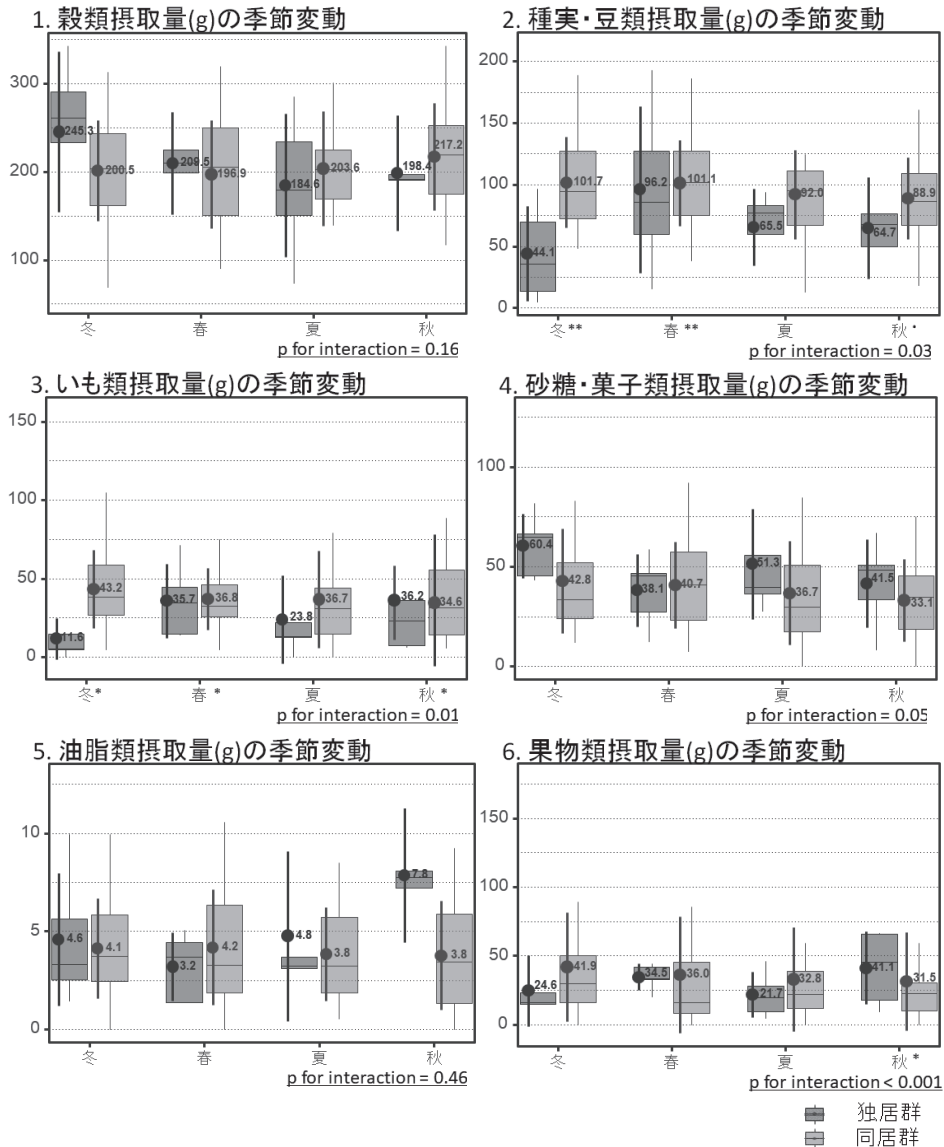 1. 穀類摂取量(g)の季節変動
300
200
100
245.3
200.5
209.5
196.9
184.6
203.6
198.4
217.2
冬
春
夏
秋
p for interaction = 0.16
2. 種実・豆類摂取量(g)の季節変動
200
150
100
50
0
44.1
101.7
96.2
101.1
65.5
92.0
64.7
88.9
冬**
春**
夏
秋·
p for interaction = 0.03
3. いも類摂取量(g)の季節変動
150
100
50
0
11.6
43.2
35.7
36.8
23.8
36.7
36.2
34.6
冬*
春*
夏
秋*
p for interaction = 0.01
4. 砂糖・菓子類摂取量(g)の季節変動
100
50
0
60.4
42.8
38.1
40.7
51.3
36.7
41.5
33.1
冬
春
夏
秋
p for interaction = 0.05
5. 油脂類摂取量(g)の季節変動
10
5
0
4.6
4.1
3.2
4.2
4.8
3.8
7.8
3.8
冬
春
夏
秋
p for interaction = 0.46
6. 果物類摂取量(g)の季節変動
150
100
50
0
24.6
41.9
34.5
36.0
21.7
32.8
41.1
31.5
冬
春
夏
秋*
p for interaction < 0.001
独居群
同居群